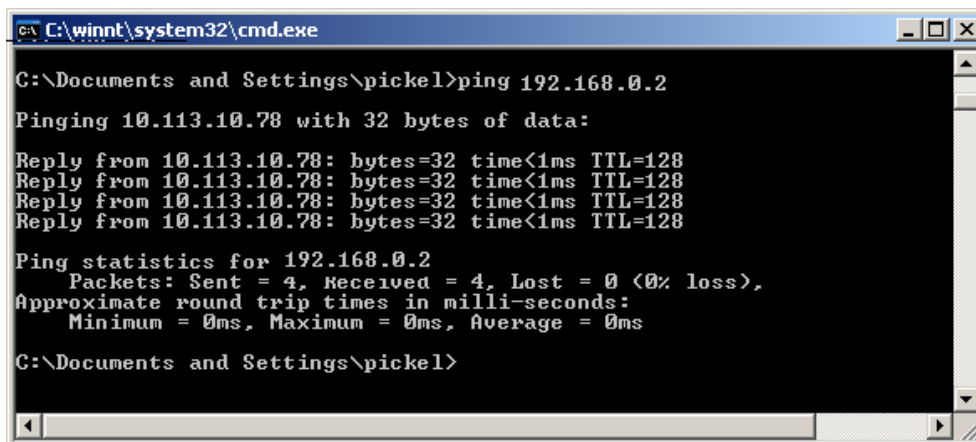 C:\winnt\system32\cmd.exe
C:\Documents and Settings\pickel>ping 192.168.0.2
Pinging 10.113.10.78 with 32 bytes of data:
Reply from 10.113.10.78: bytes=32 time<1ms TTL=128
Reply from 10.113.10.78: bytes=32 time<1ms TTL=128
Reply from 10.113.10.78: bytes=32 time<1ms TTL=128
Reply from 10.113.10.78: bytes=32 time<1ms TTL=128
Ping statistics for 192.168.0.2
Packets: Sent = 4, Received = 4, Lost = 0 (0% loss),
Approximate round trip times in milli-seconds:
Minimum = 0ms, Maximum = 0ms, Average = 0ms
C:\Documents and Settings\pickel>